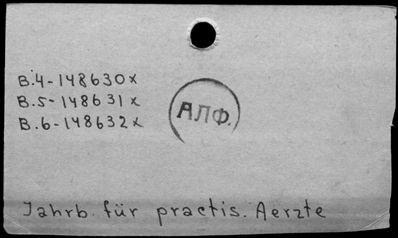 B.4-148630x
B.5-148631x
B.6-148632x
АЛФ.
Jahrb. für practis. Aerzte